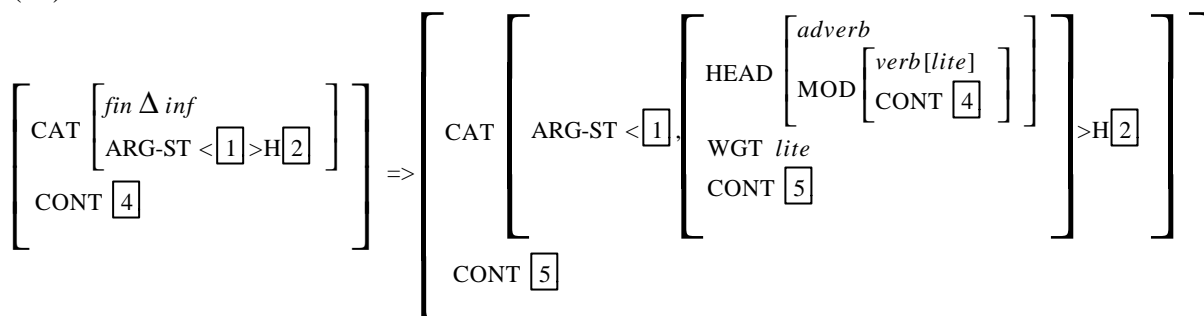 fin Δ inf
CAT
ARG-ST < 1 >H 2
CONT 4
=>
adverb
verb[lite]
HEAD
MOD
CONT 4
CAT
ARG-ST < 1 ,
>H 2
WGT lite
CONT 5
CONT 5